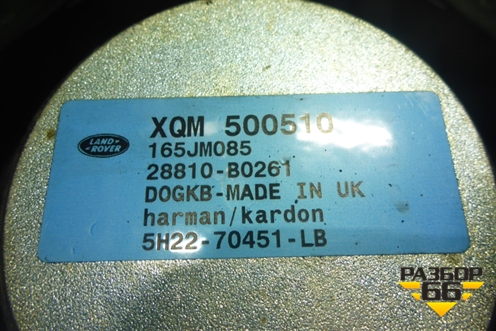 XQM 500510
LAND-
-ROVER
165JM085
28810-B0261
DOGKB-MADE IN UK
harman/kardon
5H22-70451-LB
РАЗБОР
66